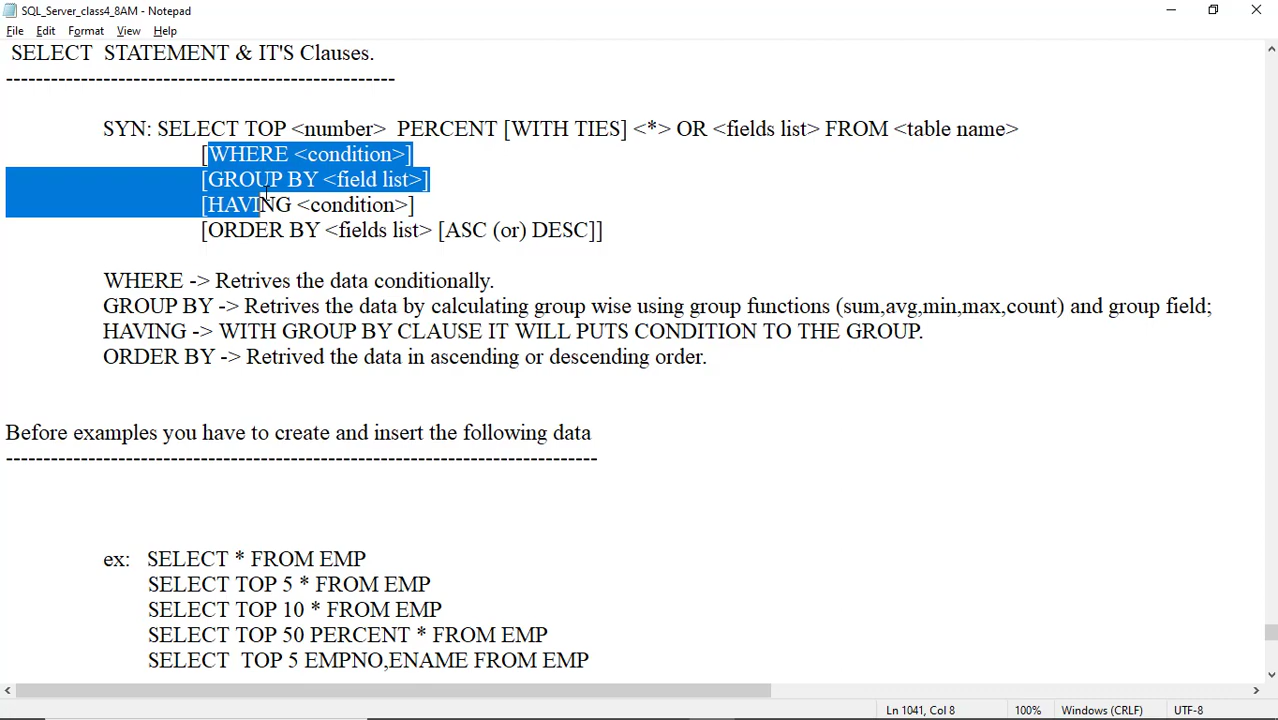 SQL_Server_class4_8AM - Notepad
File Edit Format View Help
SELECT STATEMENT & IT'S Clauses.
----------------------------------------------------
SYN: SELECT TOP <number> PERCENT [WITH TIES] <*> OR <fields list> FROM <table name>
[WHERE <condition>]
[GROUP BY <field list>]
[HAVING <condition>]
[ORDER BY <fields list> [ASC (or) DESC]]
WHERE -> Retrives the data conditionally.
GROUP BY -> Retrives the data by calculating group wise using group functions (sum,avg,min,max,count) and group field;
HAVING -> WITH GROUP BY CLAUSE IT WILL PUTS CONDITION TO THE GROUP.
ORDER BY -> Retrived the data in ascending or descending order.
Before examples you have to create and insert the following data
-------------------------------------------------------------------------------
ex: SELECT * FROM EMP
SELECT TOP 5 * FROM EMP
SELECT TOP 10 * FROM EMP
SELECT TOP 50 PERCENT * FROM EMP
SELECT TOP 5 EMPNO,ENAME FROM EMP
Ln 1041, Col 8 100% Windows (CRLF) UTF-8